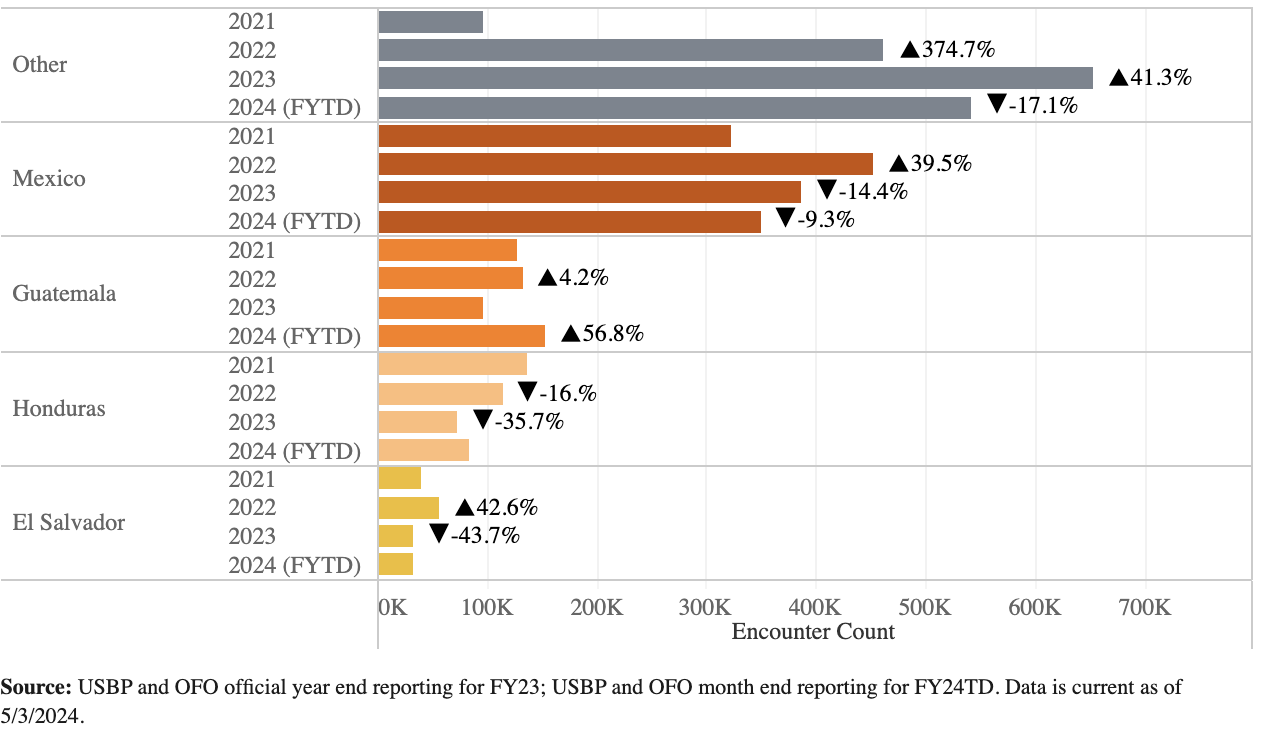 Other
2021
2022 ▲374.7%
2023 ▲41.3%
2024 (FYTD) ▼-17.1%
Mexico
2021
2022 ▲39.5%
2023 ▼-14.4%
2024 (FYTD) ▼-9.3%
Guatemala
2021
2022 ▲4.2%
2023
2024 (FYTD) ▲56.8%
Honduras
2021
2022 ▼-16.%
2023 ▼-35.7%
2024 (FYTD)
El Salvador
2021
2022 ▲42.6%
2023 ▼-43.7%
2024 (FYTD)
0K 100K 200K 300K 400K 500K 600K 700K
Encounter Count
Source: USBP and OFO official year end reporting for FY23; USBP and OFO month end reporting for FY24TD. Data is current as of
5/3/2024.